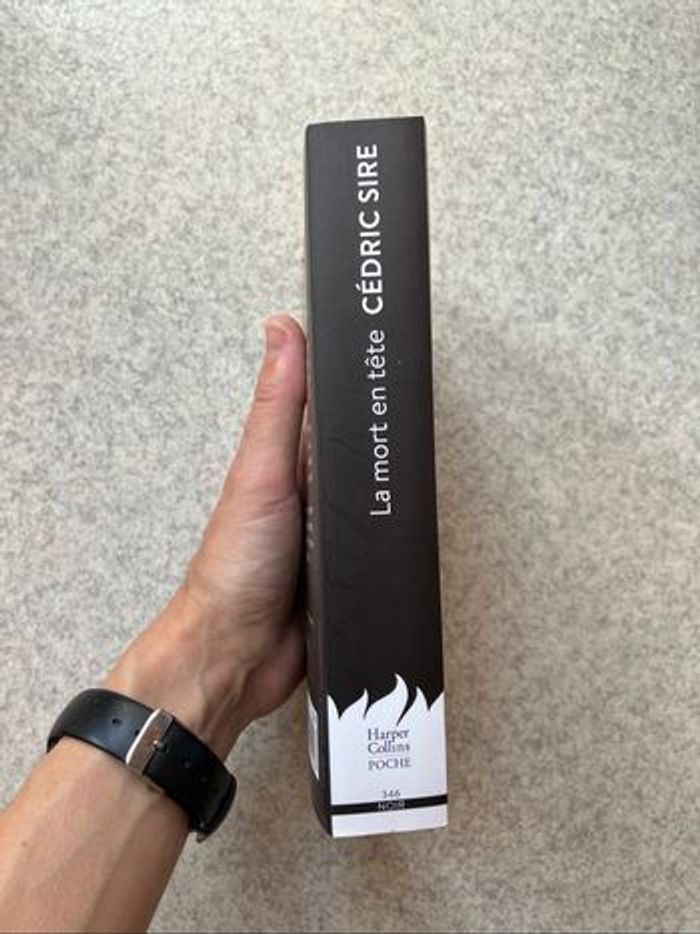 La mort en tête CÉDRIC SIRE
Harper
Collins
POCHE
346
NOIR